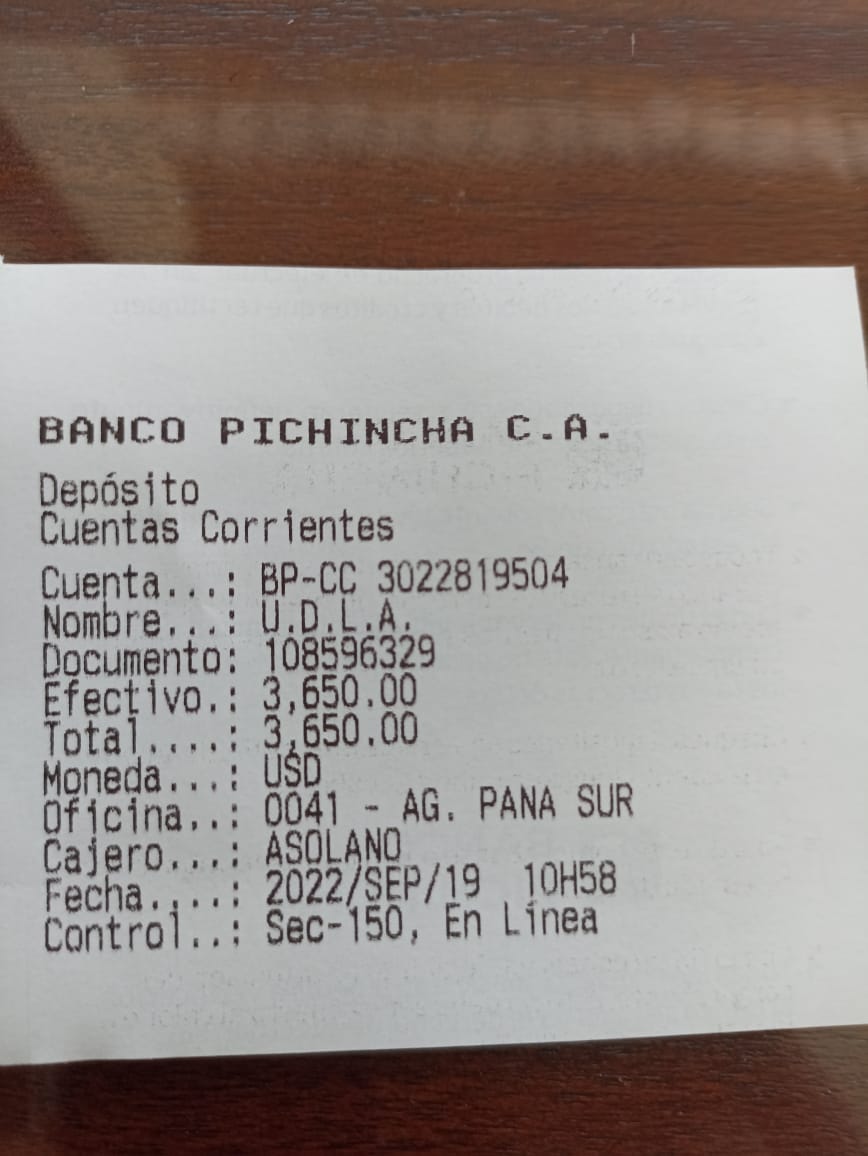 BANCO PICHINCHA C.A.
Depósito
Cuentas Corrientes
Cuenta...: BP-CC 3022819504
Nombre...: U.D.L.A.
Documento: 108596329
Efectivo.: 3,650.00
Total....: 3,650.00
Moneda...: USD
Oficina..: 0041 - AG. PANA SUR
Cajero...: ASOLANO
Fecha....: 2022/SEP/19 10H58
Control..: Sec-150, En Línea